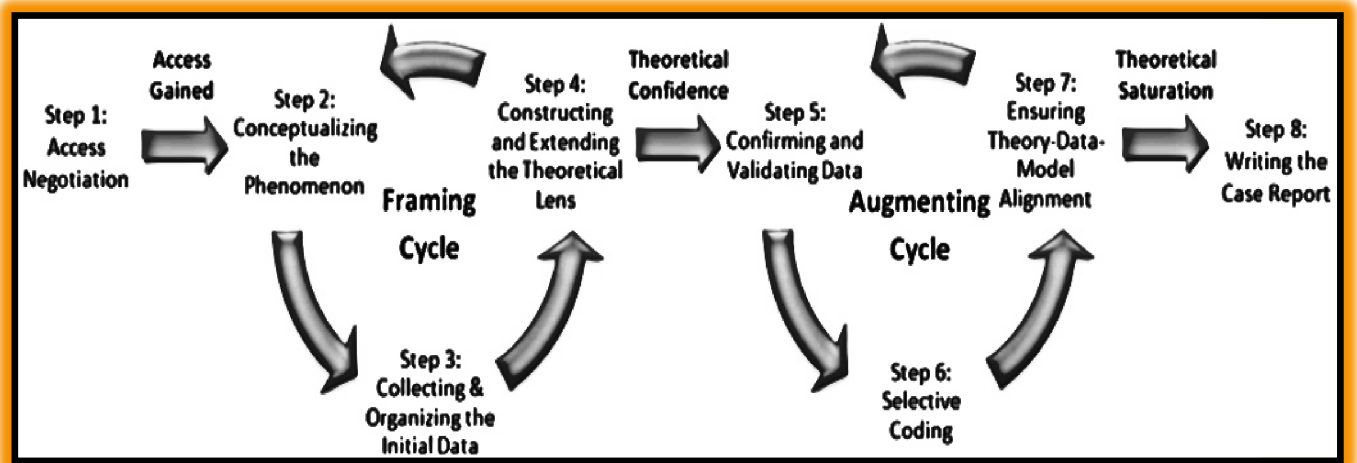 Step 1:
Access
Negotiation
Access
Gained
Step 2:
Conceptualizing
the
Phenomenon
Framing
Cycle
Step 3:
Collecting &
Organizing the
Initial Data
Step 4:
Constructing
and Extending
the Theoretical
Lens
Theoretical
Confidence
Step 5:
Confirming and
Validating Data
Augmenting
Cycle
Step 6:
Selective
Coding
Step 7:
Ensuring
Theory-Data-
Model
Alignment
Theoretical
Saturation
Step 8:
Writing the
Case Report